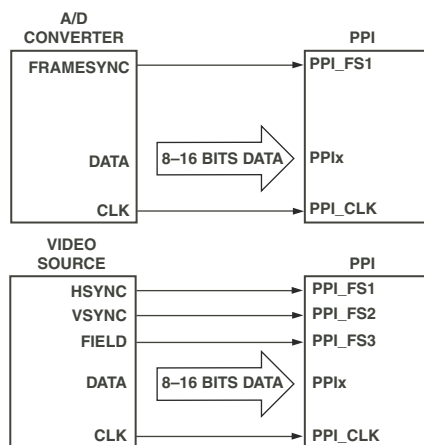 A/D
CONVERTER
PPI
FRAMESYNC
PPI_FS1
DATA
8–16 BITS DATA
PPIx
CLK
PPI_CLK
VIDEO
SOURCE
PPI
HSYNC
PPI_FS1
VSYNC
PPI_FS2
FIELD
PPI_FS3
DATA
8–16 BITS DATA
PPIx
CLK
PPI_CLK